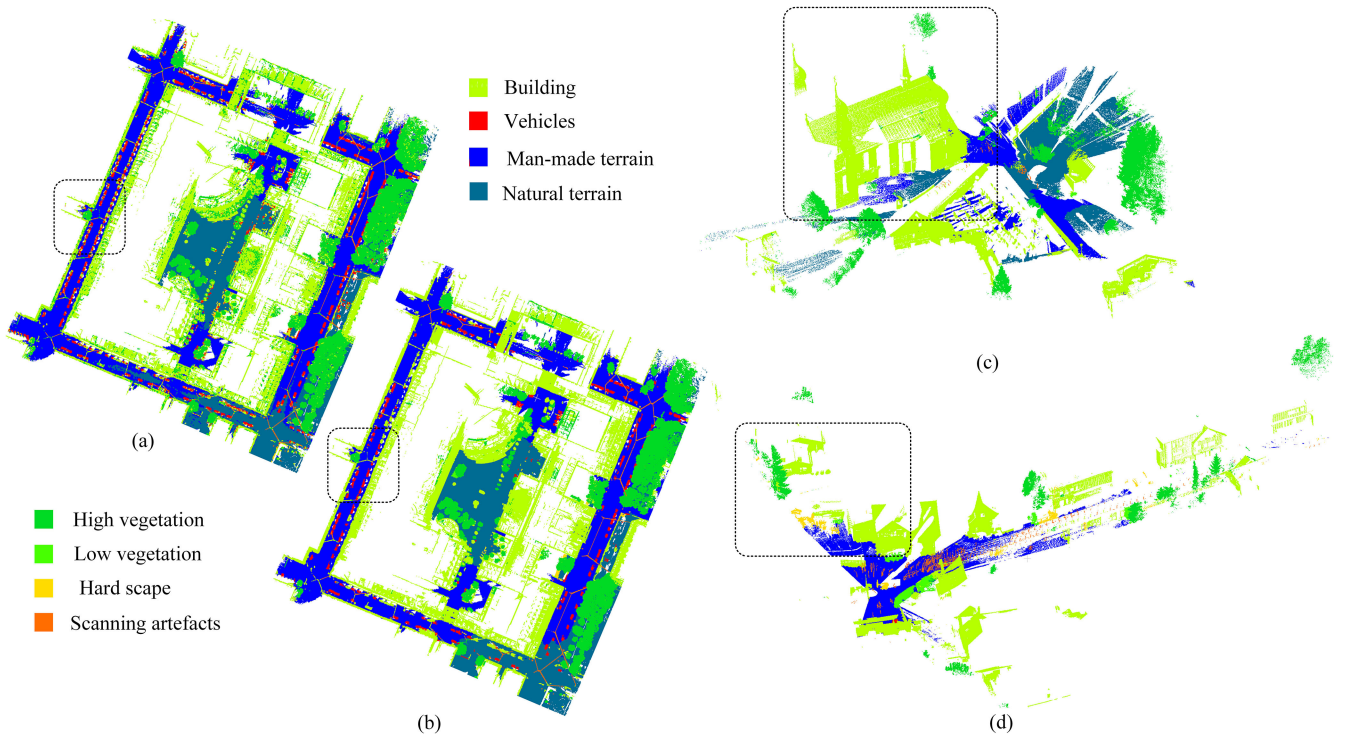 Building
Vehicles
Man-made terrain
Natural terrain
(c)
(a)
High vegetation
Low vegetation
Hard scape
Scanning artefacts
(b)
(d)